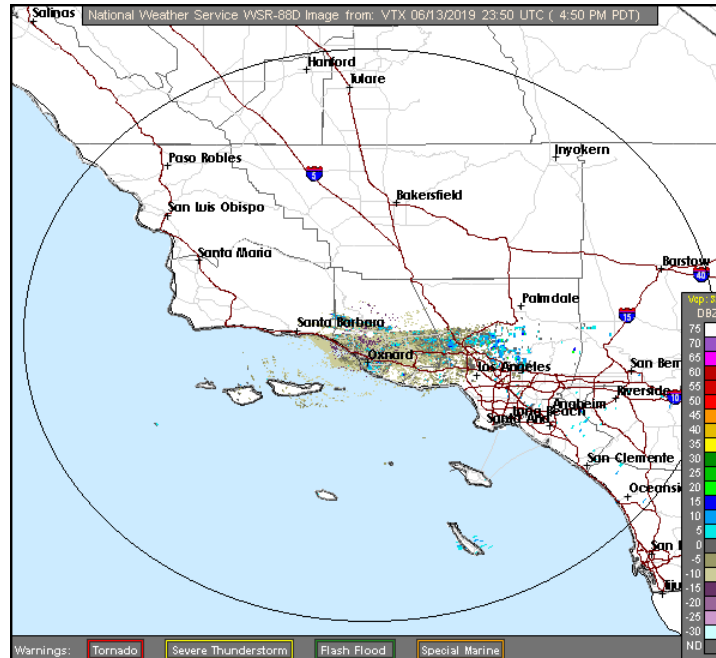 National Weather Service WSR-88D Image from: VTX 06/13/2019 23:50 UTC ( 4:50 PM PDT)
Salinas
Hanford
Tulare
Inyokern
Paso Robles
5
Bakersfield
San Luis Obispo
Santa Maria
Barstow
40
Palmdale
Vcp: 3
DBZ
15
Santa Barbara
Oxnard
Los Angeles
San Bern
Riverside
10
Anaheim
Long Beach
Santa Ana
San Clemente
Oceansi
San
75
70
65
60
55
50
45
40
35
30
25
20
15
10
5
0
-5
-10
-15
-20
-25
-30
ND
Warnings:
Tornado
Severe Thunderstorm
Flash Flood
Special Marine